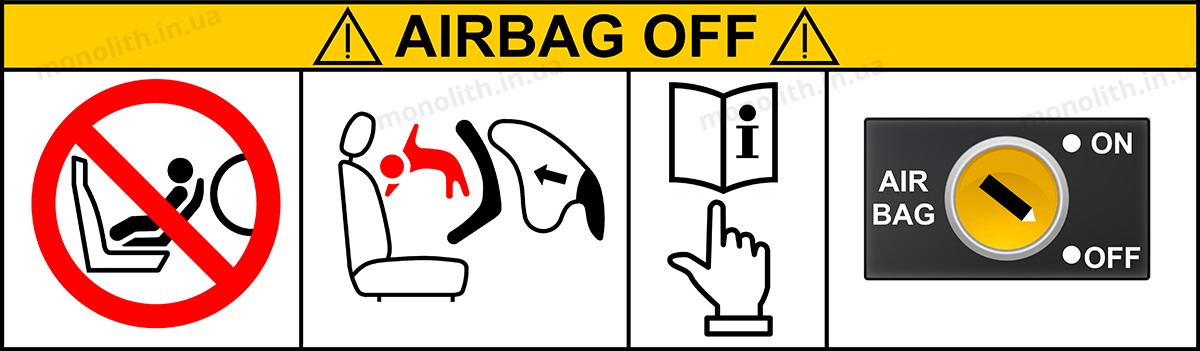 AIRBAG OFF
monolith.in.ua
monolith.in.ua
monolith.in.ua
monolith.in.ua
i
AIR
BAG
ON
OFF